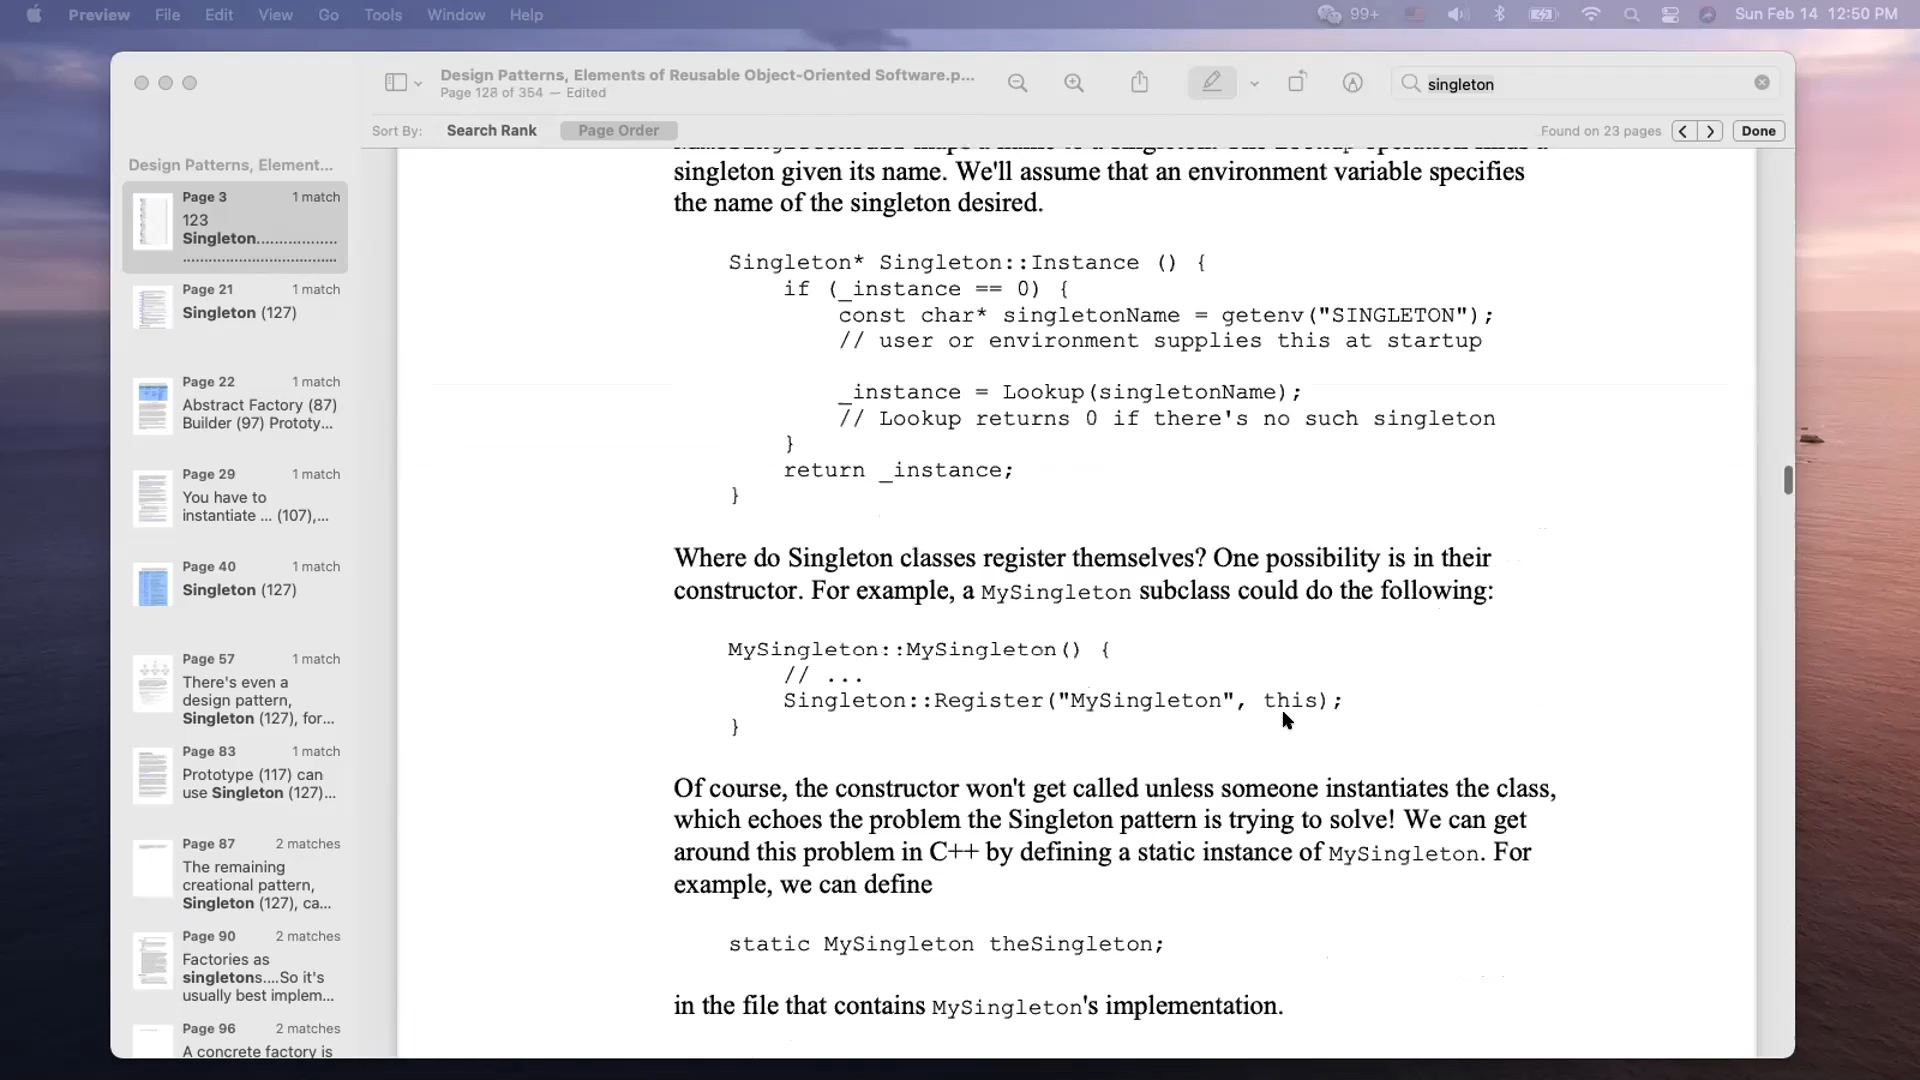 Preview File Edit View Go Tools Window Help 99+ Sun Feb 14 12:50 PM
Design Patterns, Elements of Reusable Object-Oriented Software.p...
Page 128 of 354 — Edited
singleton
Sort By: Search Rank Page Order Found on 23 pages Done
Design Patterns, Element...
Page 3 1 match
123
Singleton..................
....................................
Page 21 1 match
Singleton (127)
Page 22 1 match
Abstract Factory (87)
Builder (97) Prototy...
Page 29 1 match
You have to
instantiate ... (107),...
Page 40 1 match
Singleton (127)
Page 57 1 match
There's even a
design pattern,
Singleton (127), for...
Page 83 1 match
Prototype (117) can
use Singleton (127)...
Page 87 2 matches
The remaining
creational pattern,
Singleton (127), ca...
Page 90 2 matches
Factories as
singletons....So it's
usually best implem...
Page 96 2 matches
A concrete factory is
singleton given its name. We'll assume that an environment variable specifies
the name of the singleton desired.
Singleton* Singleton::Instance () {
if (_instance == 0) {
const char* singletonName = getenv("SINGLETON");
// user or environment supplies this at startup
_instance = Lookup(singletonName);
// Lookup returns 0 if there's no such singleton
}
return _instance;
}
Where do Singleton classes register themselves? One possibility is in their
constructor. For example, a MySingleton subclass could do the following:
MySingleton::MySingleton() {
// ...
Singleton::Register("MySingleton", this);
}
Of course, the constructor won't get called unless someone instantiates the class,
which echoes the problem the Singleton pattern is trying to solve! We can get
around this problem in C++ by defining a static instance of MySingleton. For
example, we can define
static MySingleton theSingleton;
in the file that contains MySingleton's implementation.